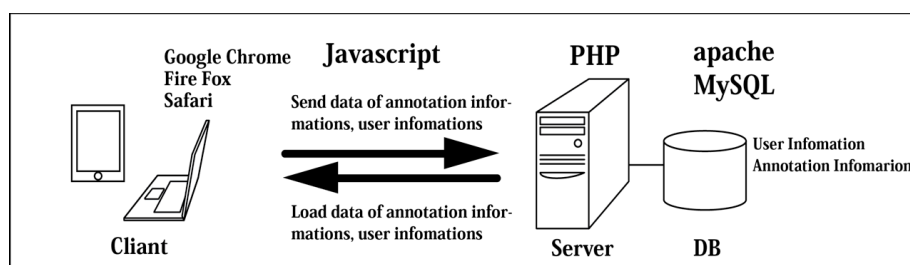 Google Chrome
Fire Fox
Safari
Cliant
Javascript
Send data of annotation infor-
mations, user infomations
Load data of annotation infor-
mations, user infomations
PHP
Server
apache
MySQL
User Infomation
Annotation Infomarion
DB